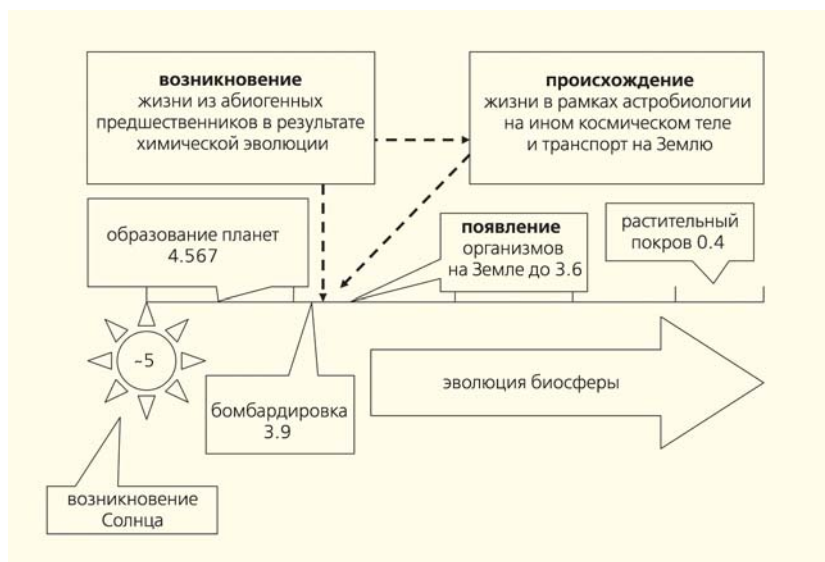 возникновение
жизни из абиогенных
предшественников в результате
химической эволюции
происхождение
жизни в рамках астробиологии
на ином космическом теле
и транспорт на Землю
образование планет
4.567
появление
организмов
на Земле до 3.6
растительный
покров 0.4
~5
бомбардировка
3.9
эволюция биосферы
возникновение
Солнца